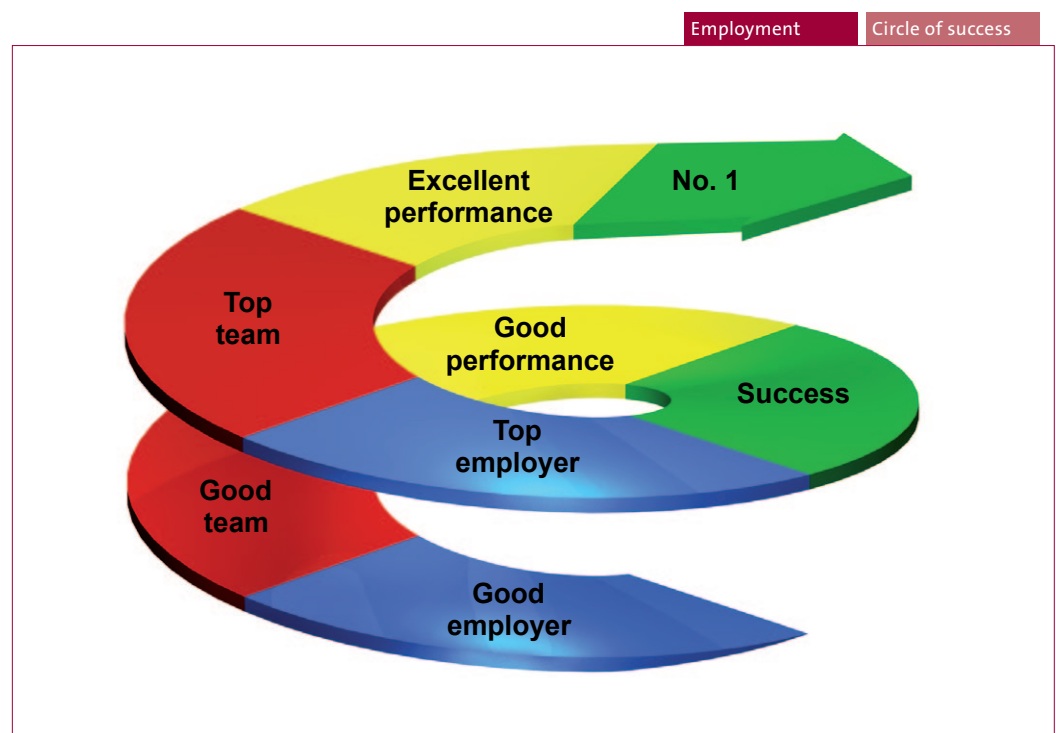 Employment
Circle of success
Excellent
performance
No. 1
Top
team
Good
performance
Success
Top
employer
Good
team
Good
employer